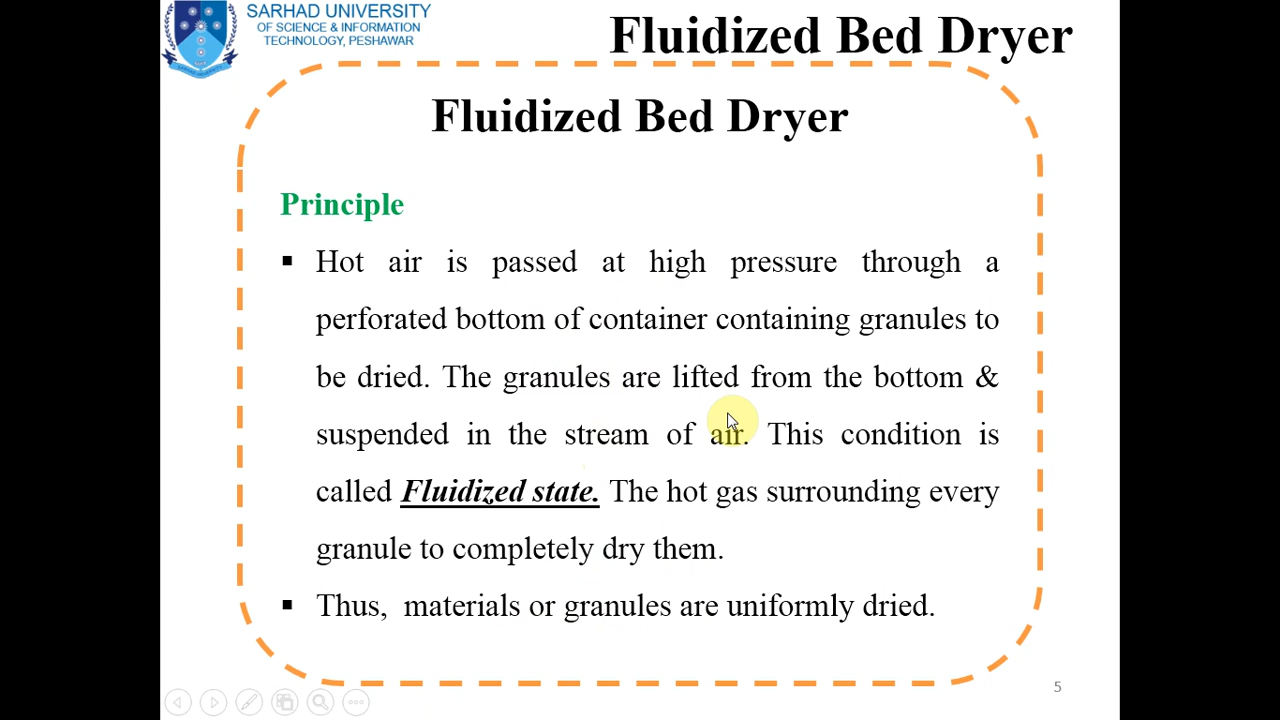 SARHAD UNIVERSITY
OF SCIENCE & INFORMATION
TECHNOLOGY, PESHAWAR
Fluidized Bed Dryer
Fluidized Bed Dryer
Principle
▪ Hot air is passed at high pressure through a
perforated bottom of container containing granules to
be dried. The granules are lifted from the bottom &
suspended in the stream of air. This condition is
called Fluidized state. The hot gas surrounding every
granule to completely dry them.
▪ Thus, materials or granules are uniformly dried.
5